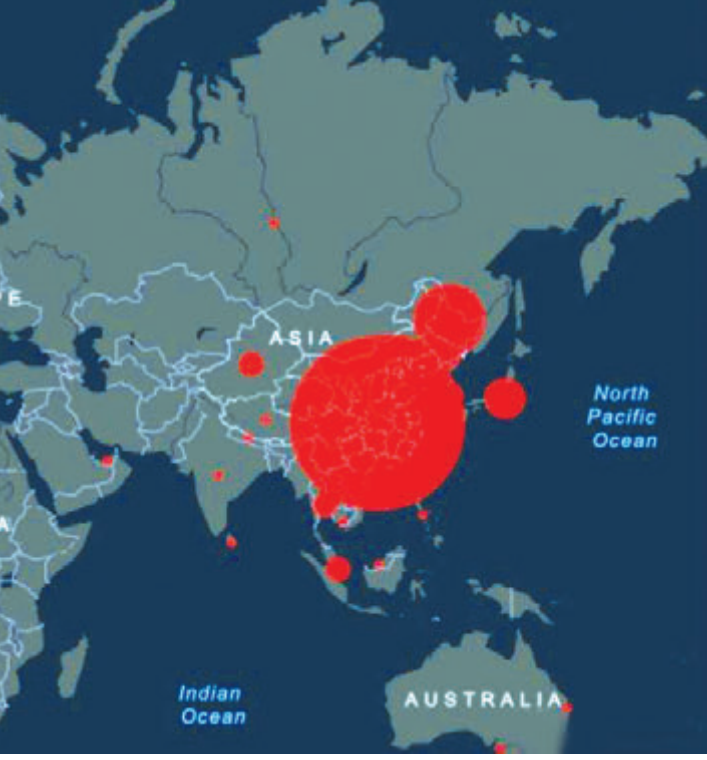 E
ASIA
North
Pacific
Ocean
A
Indian
Ocean
AUSTRALIA